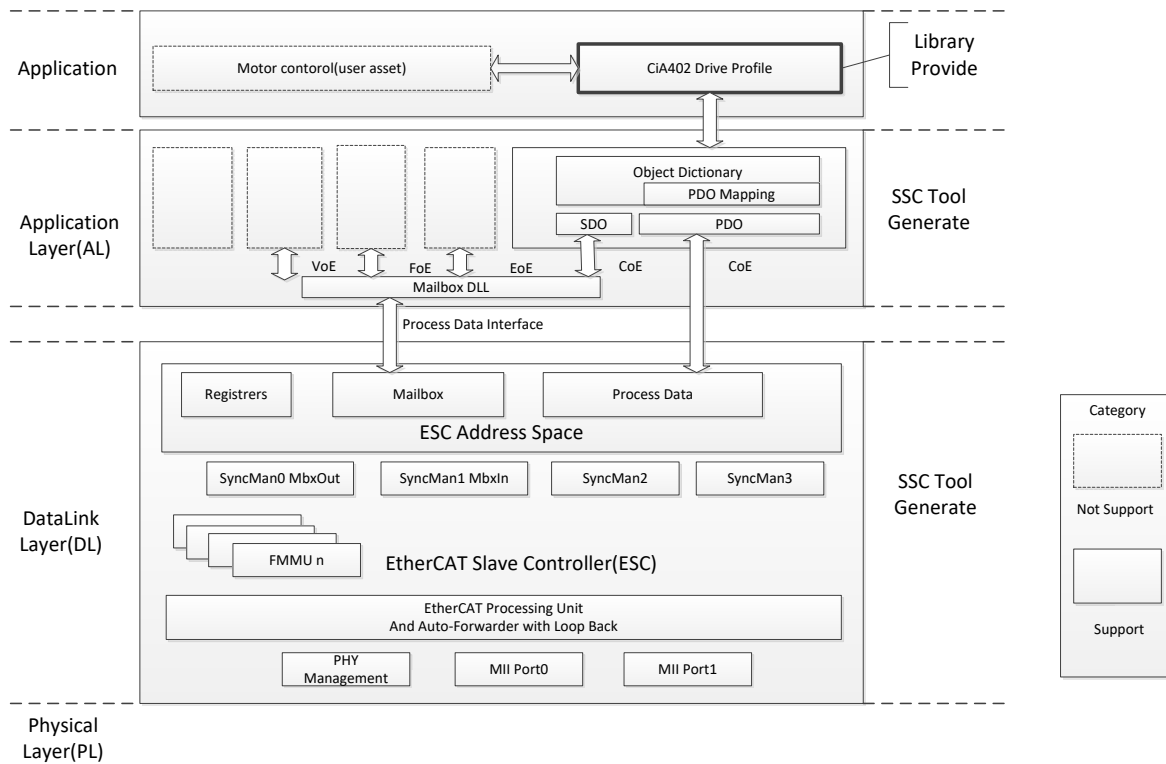 Application
Motor contorol(user asset)
CiA402 Drive Profile
Library
Provide
Application
Layer(AL)
Object Dictionary
PDO Mapping
SDO
PDO
VoE
FoE
EoE
CoE
CoE
Mailbox DLL
SSC Tool
Generate
Process Data Interface
DataLink
Layer(DL)
Registrers
Mailbox
Process Data
ESC Address Space
SyncMan0 MbxOut
SyncMan1 MbxIn
SyncMan2
SyncMan3
SSC Tool
Generate
FMMU n
EtherCAT Slave Controller(ESC)
EtherCAT Processing Unit
And Auto-Forwarder with Loop Back
PHY
Management
MII Port0
MII Port1
Physical
Layer(PL)
Category
Not Support
Support